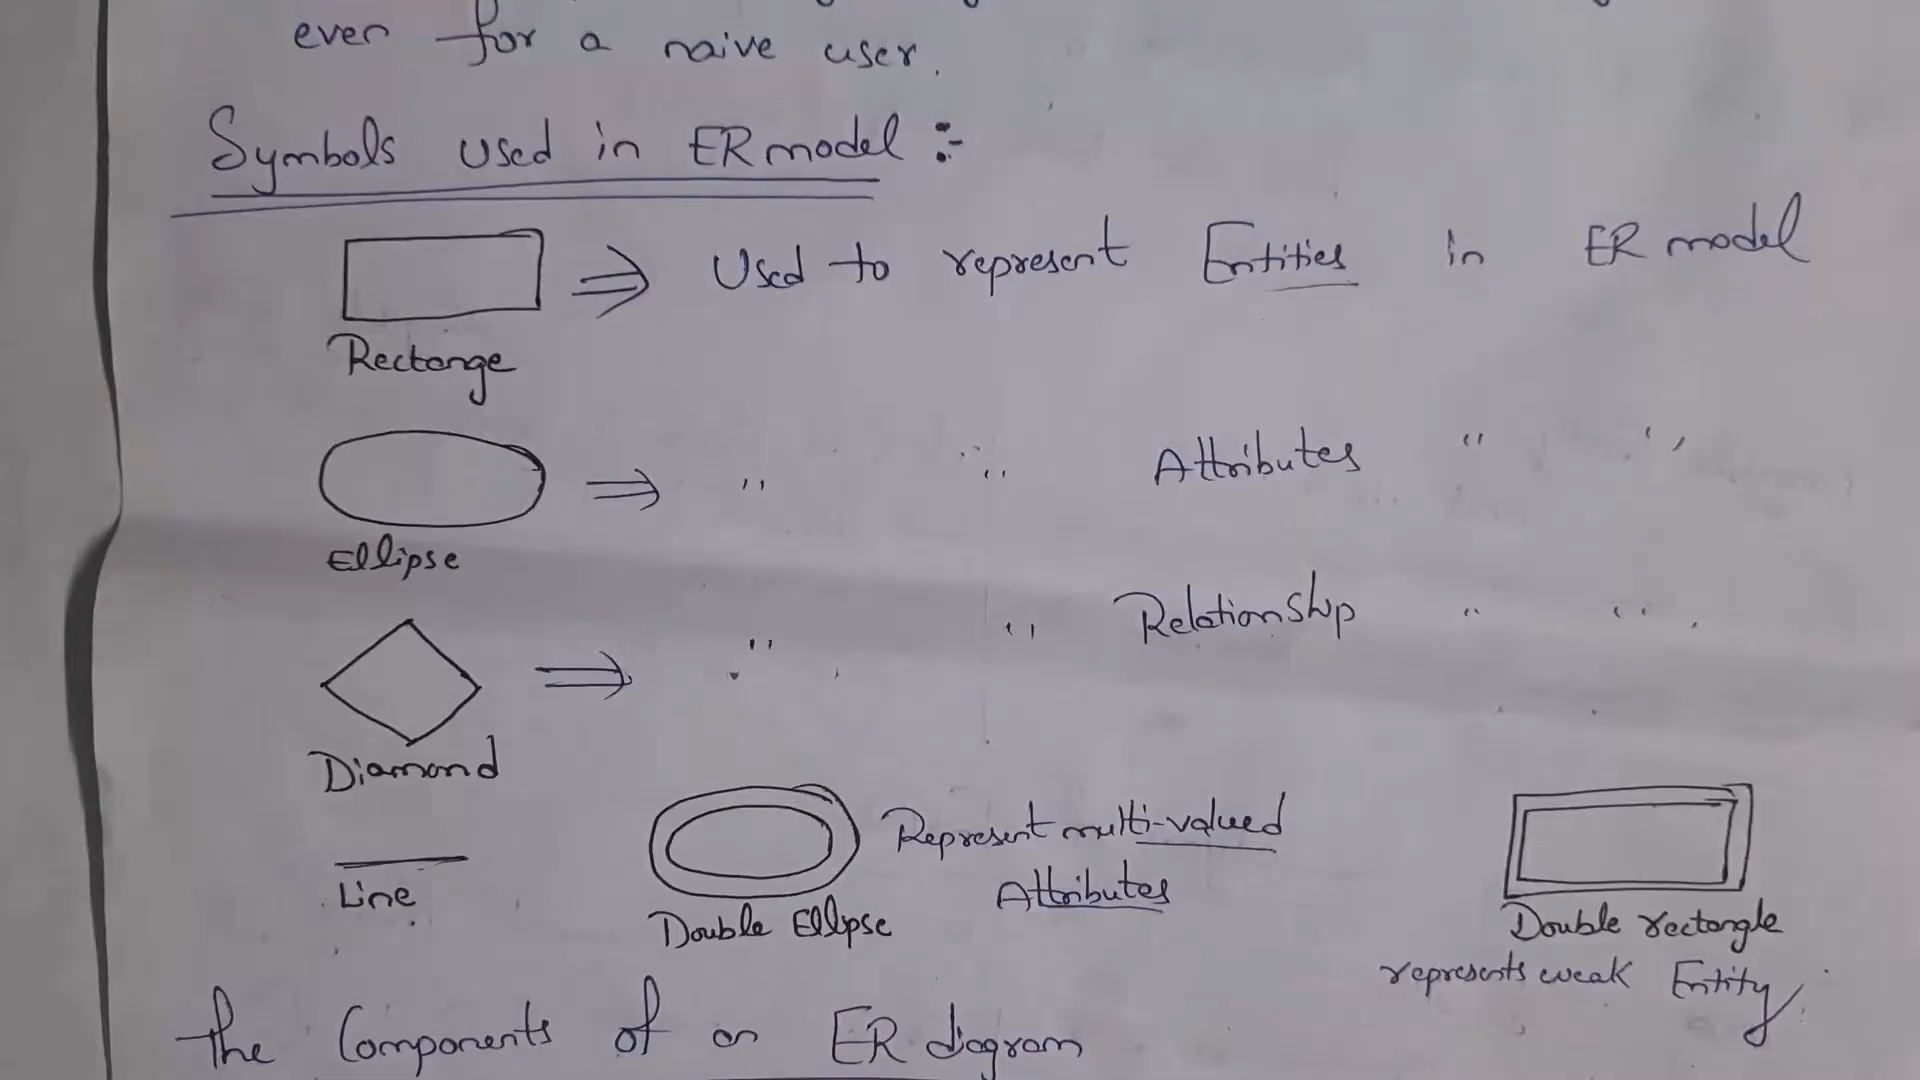 even for a naive user.
Symbols used in ER model :-
⇒ Used to represent Entities in ER model
Rectange
⇒ " " Attributes " "
Ellipse
⇒ " " Relationship " "
Diamond
Line
Represent multi-valued
Attributes
Double Ellipse
Double rectangle
represents weak Entity
The Components of an ER diagram